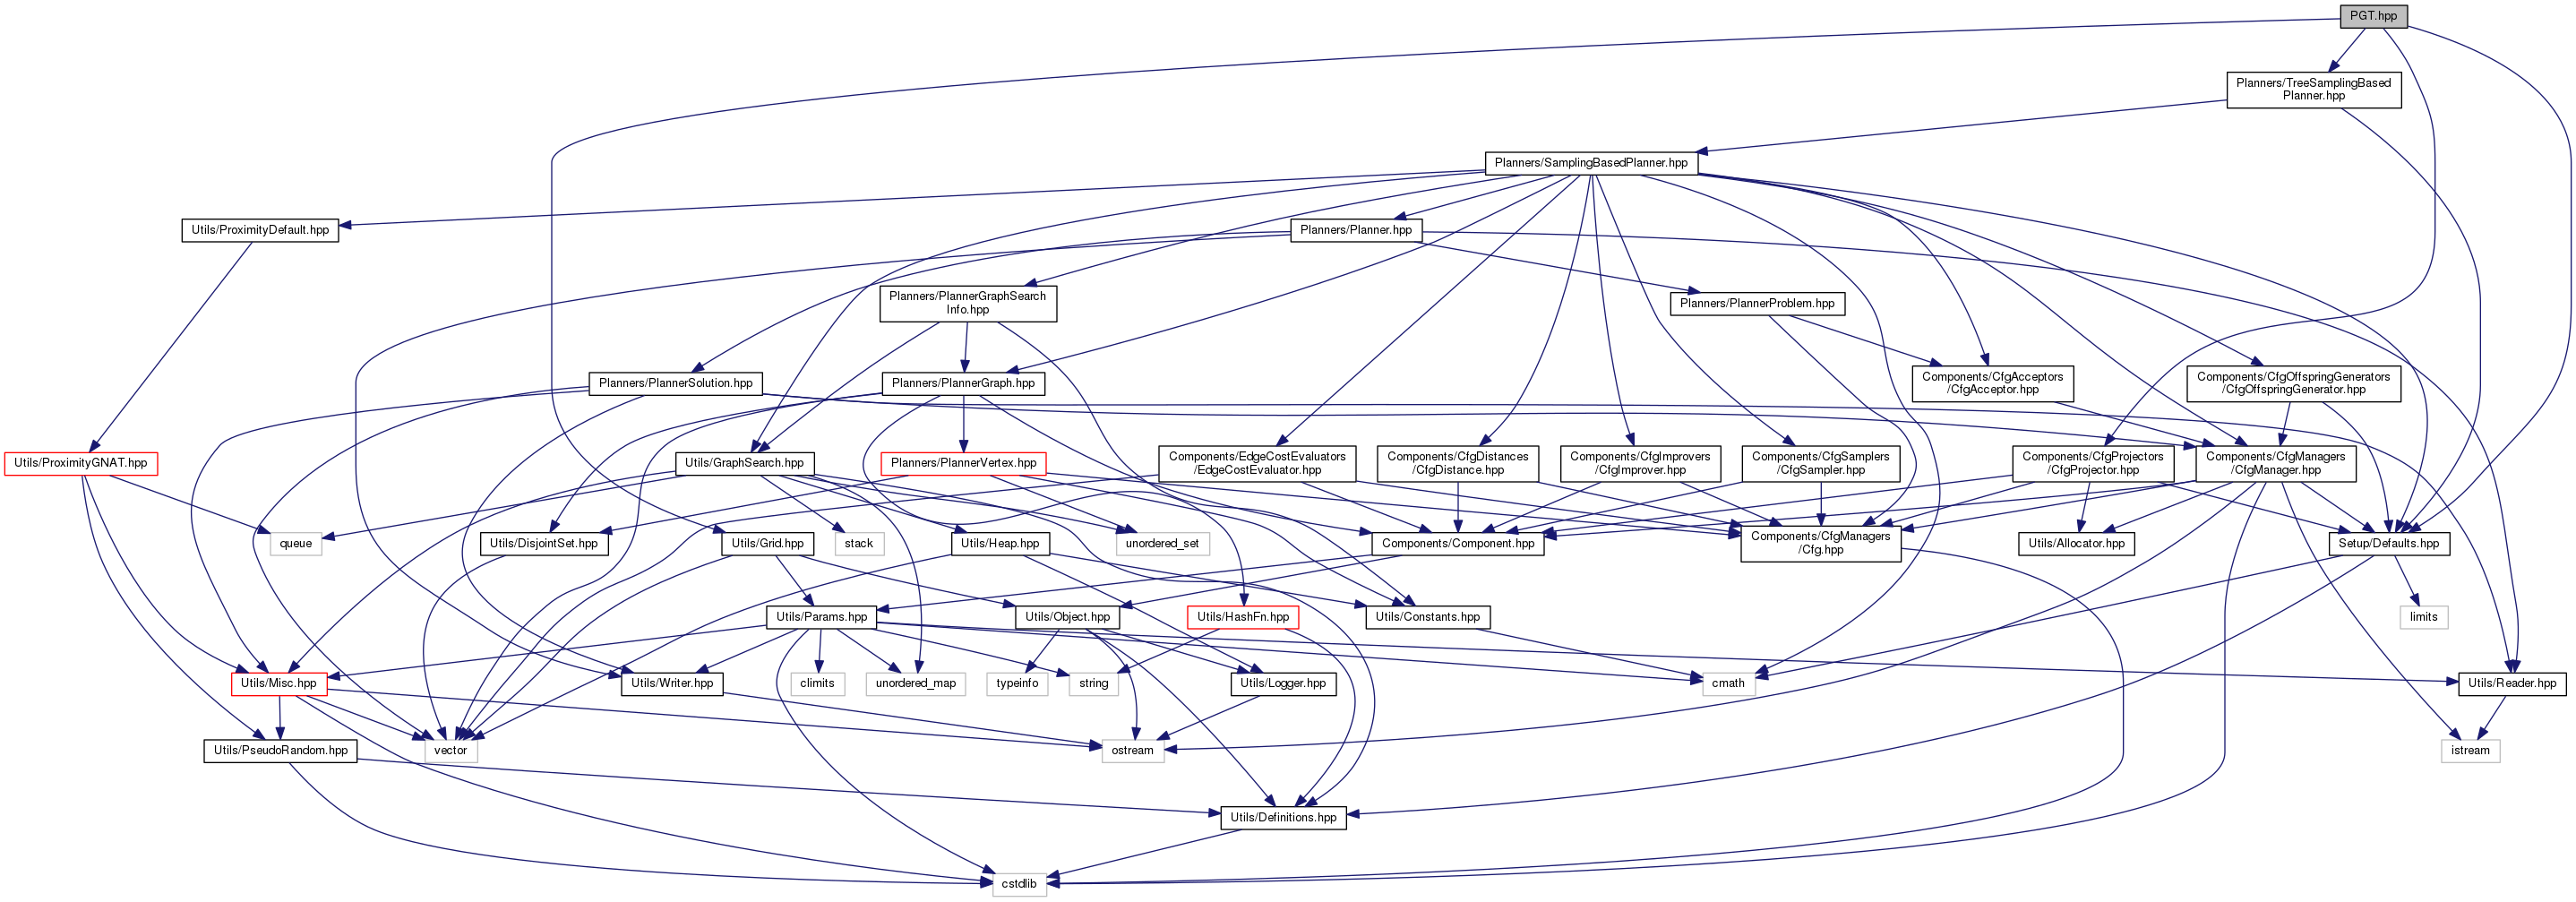 PGT.hpp
Planners/TreeSamplingBased
Planner.hpp
Planners/SamplingBasedPlanner.hpp
Utils/ProximityDefault.hpp
Planners/Planner.hpp
Planners/PlannerGraphSearch
Info.hpp
Planners/PlannerProblem.hpp
Planners/PlannerSolution.hpp
Planners/PlannerGraph.hpp
Components/CfgAcceptors
/CfgAcceptor.hpp
Components/CfgOffspringGenerators
/CfgOffspringGenerator.hpp
Utils/ProximityGNAT.hpp
Utils/GraphSearch.hpp
Planners/PlannerVertex.hpp
Components/EdgeCostEvaluators
/EdgeCostEvaluator.hpp
Components/CfgDistances
/CfgDistance.hpp
Components/CfgImprovers
/CfgImprover.hpp
Components/CfgSamplers
/CfgSampler.hpp
Components/CfgProjectors
/CfgProjector.hpp
Components/CfgManagers
/CfgManager.hpp
queue
Utils/DisjointSet.hpp
Utils/Grid.hpp
stack
Utils/Heap.hpp
unordered_set
Components/Component.hpp
Components/CfgManagers
/Cfg.hpp
Utils/Allocator.hpp
Setup/Defaults.hpp
Utils/Params.hpp
Utils/Object.hpp
Utils/HashFn.hpp
Utils/Constants.hpp
limits
Utils/Misc.hpp
Utils/Writer.hpp
climits
unordered_map
typeinfo
string
Utils/Logger.hpp
cmath
Utils/Reader.hpp
Utils/PseudoRandom.hpp
vector
ostream
istream
Utils/Definitions.hpp
cstdlib